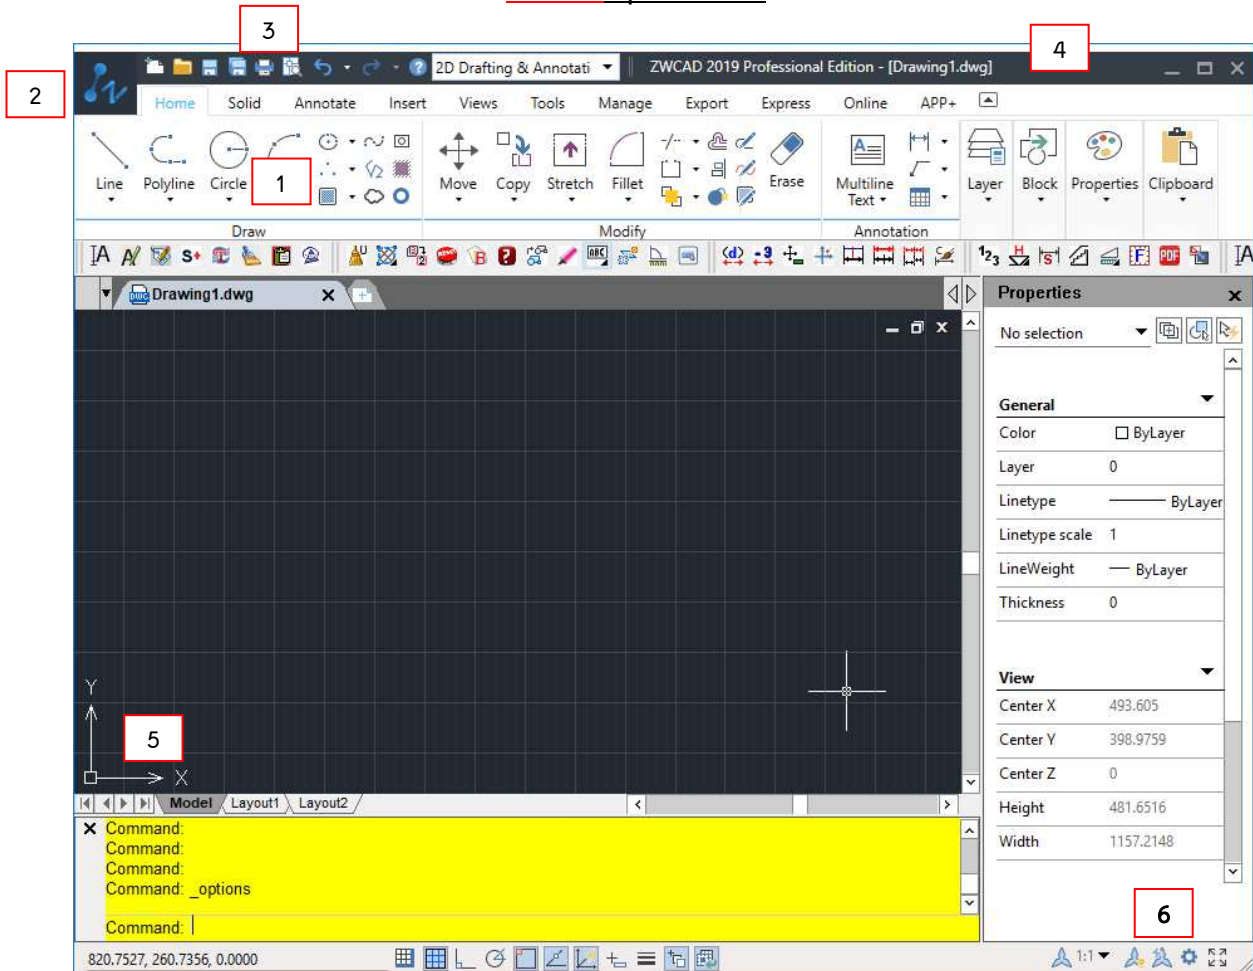 3
4
2
2D Drafting & Annotati
ZWCAD 2019 Professional Edition - [Drawing1.dwg]
Home Solid Annotate Insert Views Tools Manage Export Express Online APP+
1
Line Polyline Circle
Move Copy Stretch Fillet
Erase
Multiline
Text
Layer Block Properties Clipboard
Draw Modify Annotation
Drawing1.dwg
Properties
No selection
General
Color ByLayer
Layer 0
Linetype ByLayer
Linetype scale 1
LineWeight ByLayer
Thickness 0
View
Center X 493.605
Center Y 398.9759
Center Z 0
Height 481.6516
Width 1157.2148
Y
5
X
Model Layout1 Layout2
Command:
Command:
Command:
Command: _options
Command:
6
820.7527, 260.7356, 0.0000
1:1